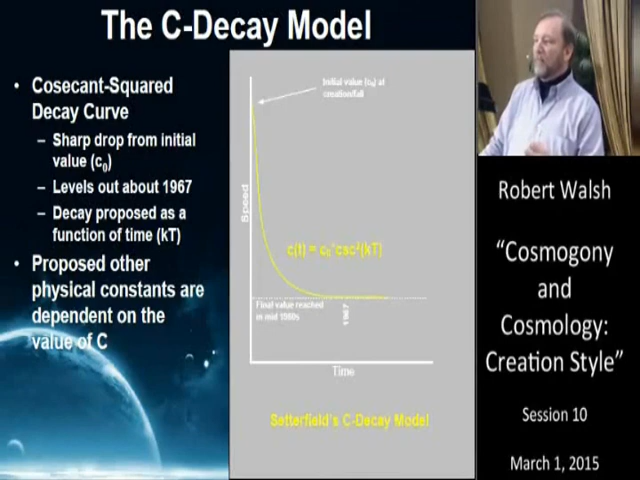 The C-Decay Model
• Cosecant-Squared
Decay Curve
– Sharp drop from initial
value (c0)
– Levels out about 1967
– Decay proposed as a
function of time (kT)
• Proposed other
physical constants are
dependent on the
value of C
Initial value (c0) at
creation/fall
Speed
c(t) = c0*csc²(kT)
Final value reached
in mid 1960s
1967
Time
Setterfield's C-Decay Model
Robert Walsh
“Cosmogony
and
Cosmology:
Creation Style”
Session 10
March 1, 2015